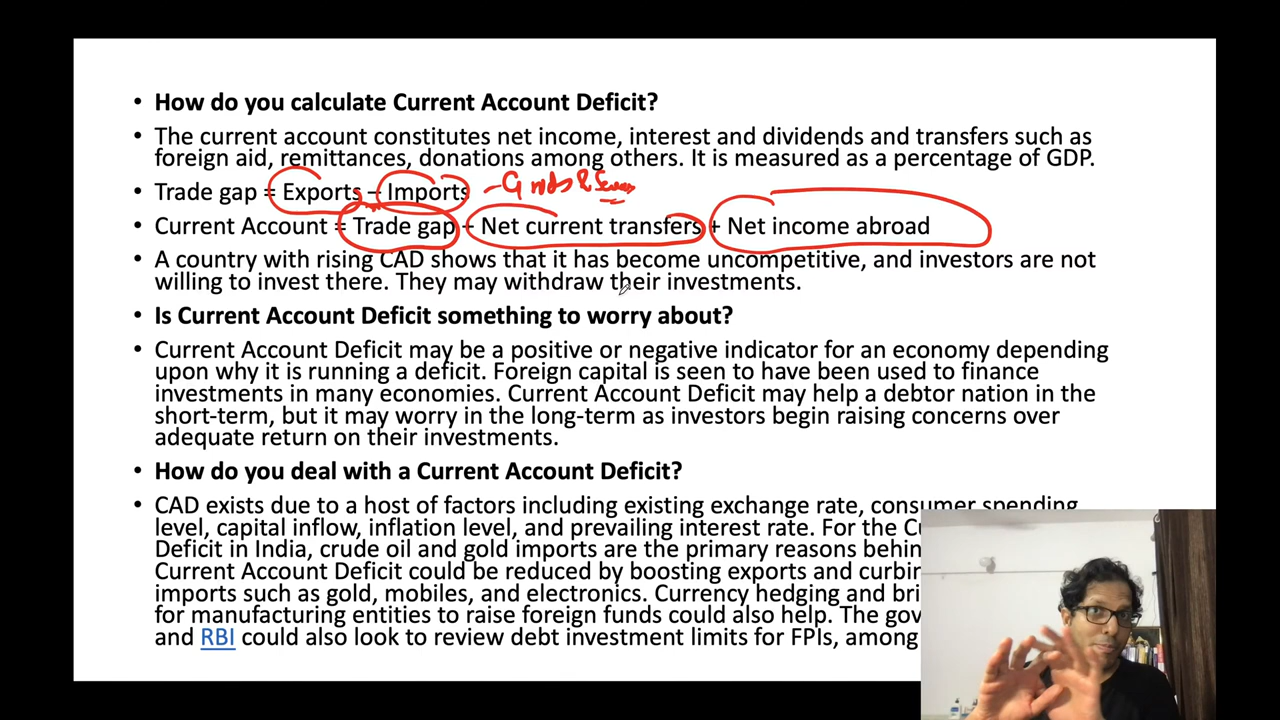 • How do you calculate Current Account Deficit?
• The current account constitutes net income, interest and dividends and transfers such as
foreign aid, remittances, donations among others. It is measured as a percentage of GDP.
• Trade gap = Exports – Imports – Goods &
• Current Account = Trade gap + Net current transfers + Net income abroad
• A country with rising CAD shows that it has become uncompetitive, and investors are not
willing to invest there. They may withdraw their investments.
• Is Current Account Deficit something to worry about?
• Current Account Deficit may be a positive or negative indicator for an economy depending
upon why it is running a deficit. Foreign capital is seen to have been used to finance
investments in many economies. Current Account Deficit may help a debtor nation in the
short-term, but it may worry in the long-term as investors begin raising concerns over
adequate return on their investments.
• How do you deal with a Current Account Deficit?
• CAD exists due to a host of factors including existing exchange rate, consumer spending
level, capital inflow, inflation level, and prevailing interest rate. For the
Deficit in India, crude oil and gold imports are the primary reasons
Current Account Deficit could be reduced by boosting exports and
imports such as gold, mobiles, and electronics. Currency hedging and
for manufacturing entities to raise foreign funds could also help. The
and RBI could also look to review debt investment limits for FPIs, among